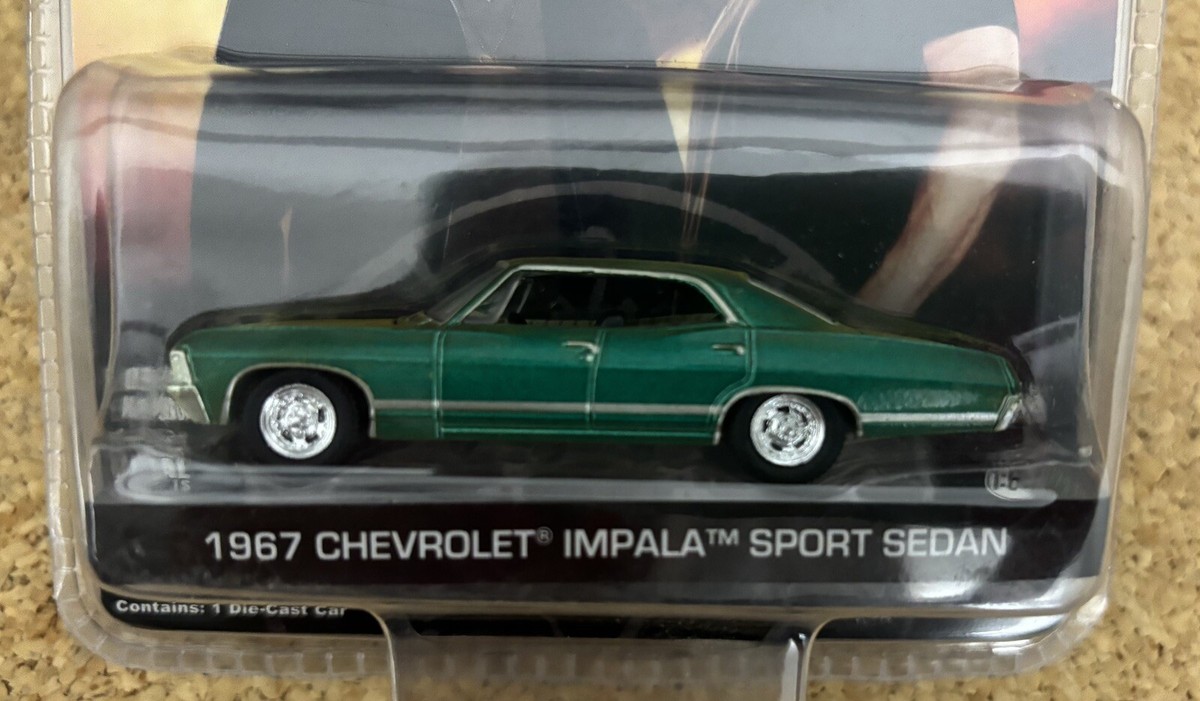 1967 CHEVROLET® IMPALA™ SPORT SEDAN
Contains: 1 Die-Cast Car